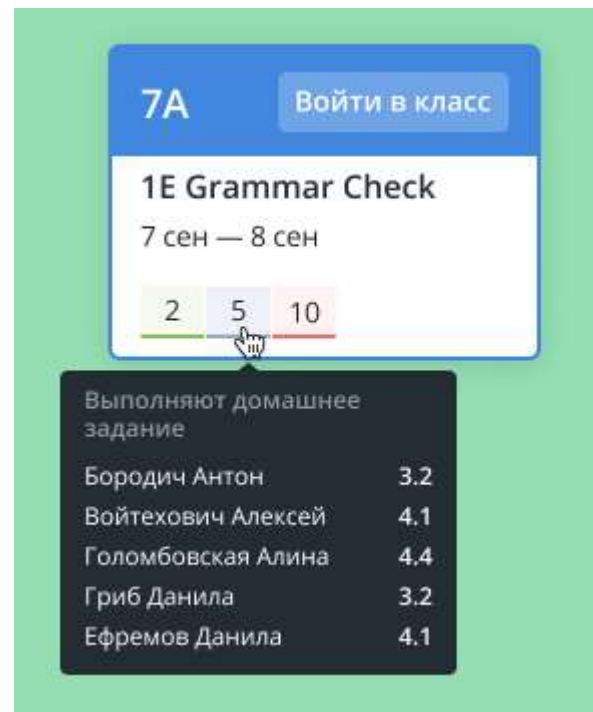 7А
Войти в класс
1E Grammar Check
7 сен — 8 сен
2 5 10
Выполняют домашнее
задание
Бородич Антон 3.2
Войтехович Алексей 4.1
Голомбовская Алина 4.4
Гриб Данила 3.2
Ефремов Данила 4.1